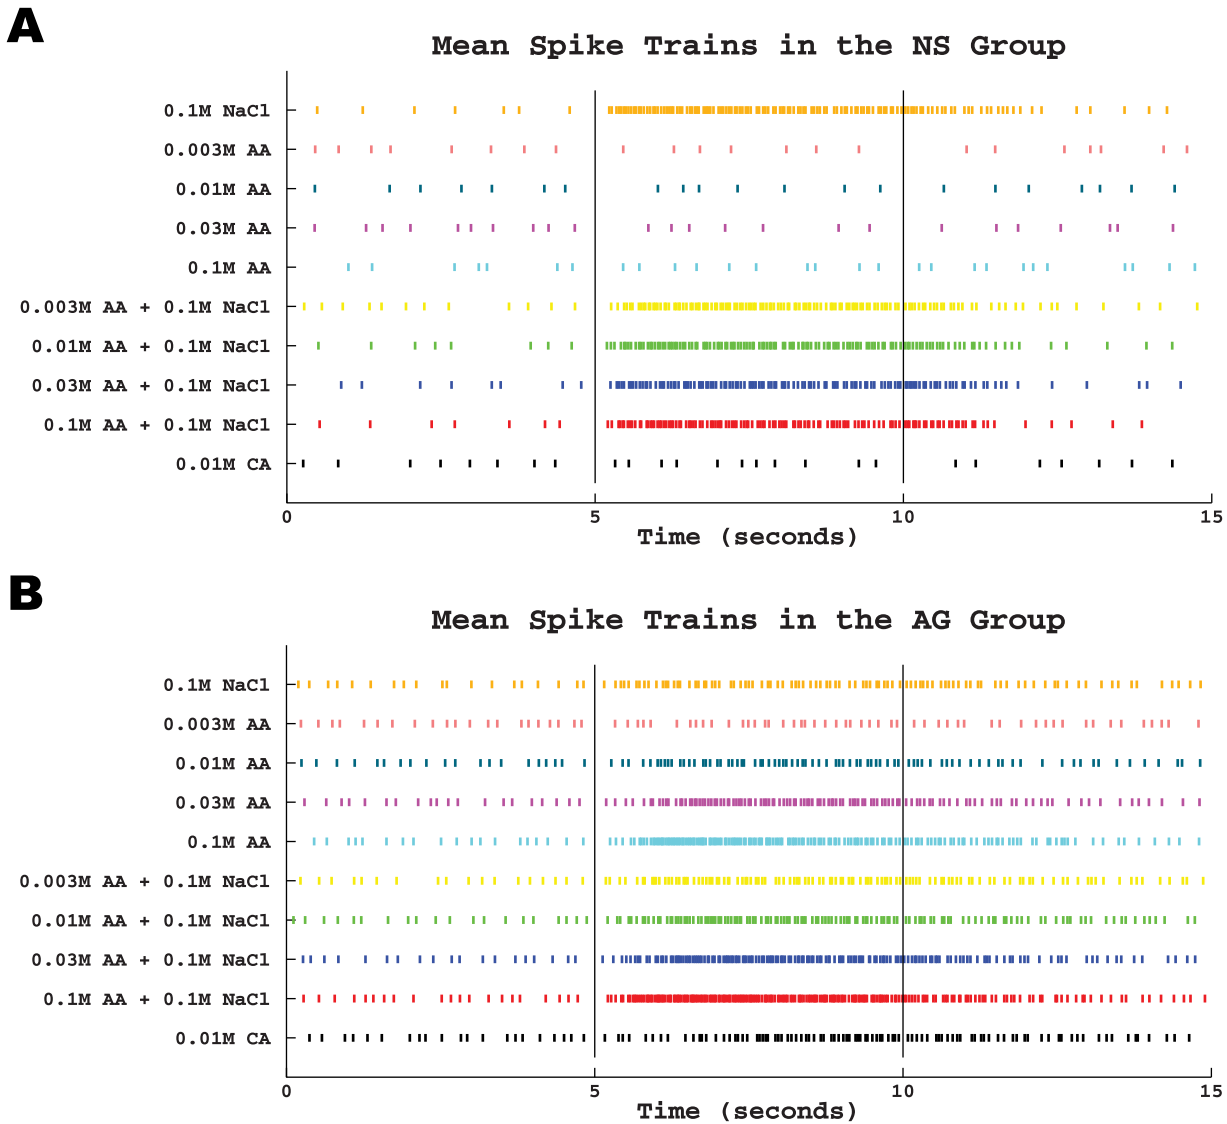 A
Mean Spike Trains in the NS Group
0.1M NaCl
0.003M AA
0.01M AA
0.03M AA
0.1M AA
0.003M AA + 0.1M NaCl
0.01M AA + 0.1M NaCl
0.03M AA + 0.1M NaCl
0.1M AA + 0.1M NaCl
0.01M CA
0 5 10 15
Time (seconds)
B
Mean Spike Trains in the AG Group
0.1M NaCl
0.003M AA
0.01M AA
0.03M AA
0.1M AA
0.003M AA + 0.1M NaCl
0.01M AA + 0.1M NaCl
0.03M AA + 0.1M NaCl
0.1M AA + 0.1M NaCl
0.01M CA
0 5 10 15
Time (seconds)